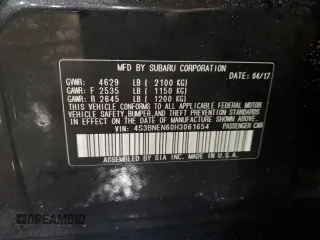 MFD BY SUBARU CORPORATION
DATE: 04/17
GVWR: 4629 LB ( 2100 KG)
GAWR: F 2535 LB ( 1150 KG)
GAWR: R 2645 LB ( 1200 KG)
THIS VEHICLE CONFORMS TO ALL APPLICABLE FEDERAL MOTOR
VEHICLE SAFETY, BUMPER, AND THEFT PREVENTION STANDARDS
IN EFFECT ON THE DATE OF MANUFACTURE SHOWN ABOVE.
VIN: 4S3BNEN60H3061654 PASSENGER CAR
ASSEMBLED BY SIA INC. IN U.S.A.
DREAMBID